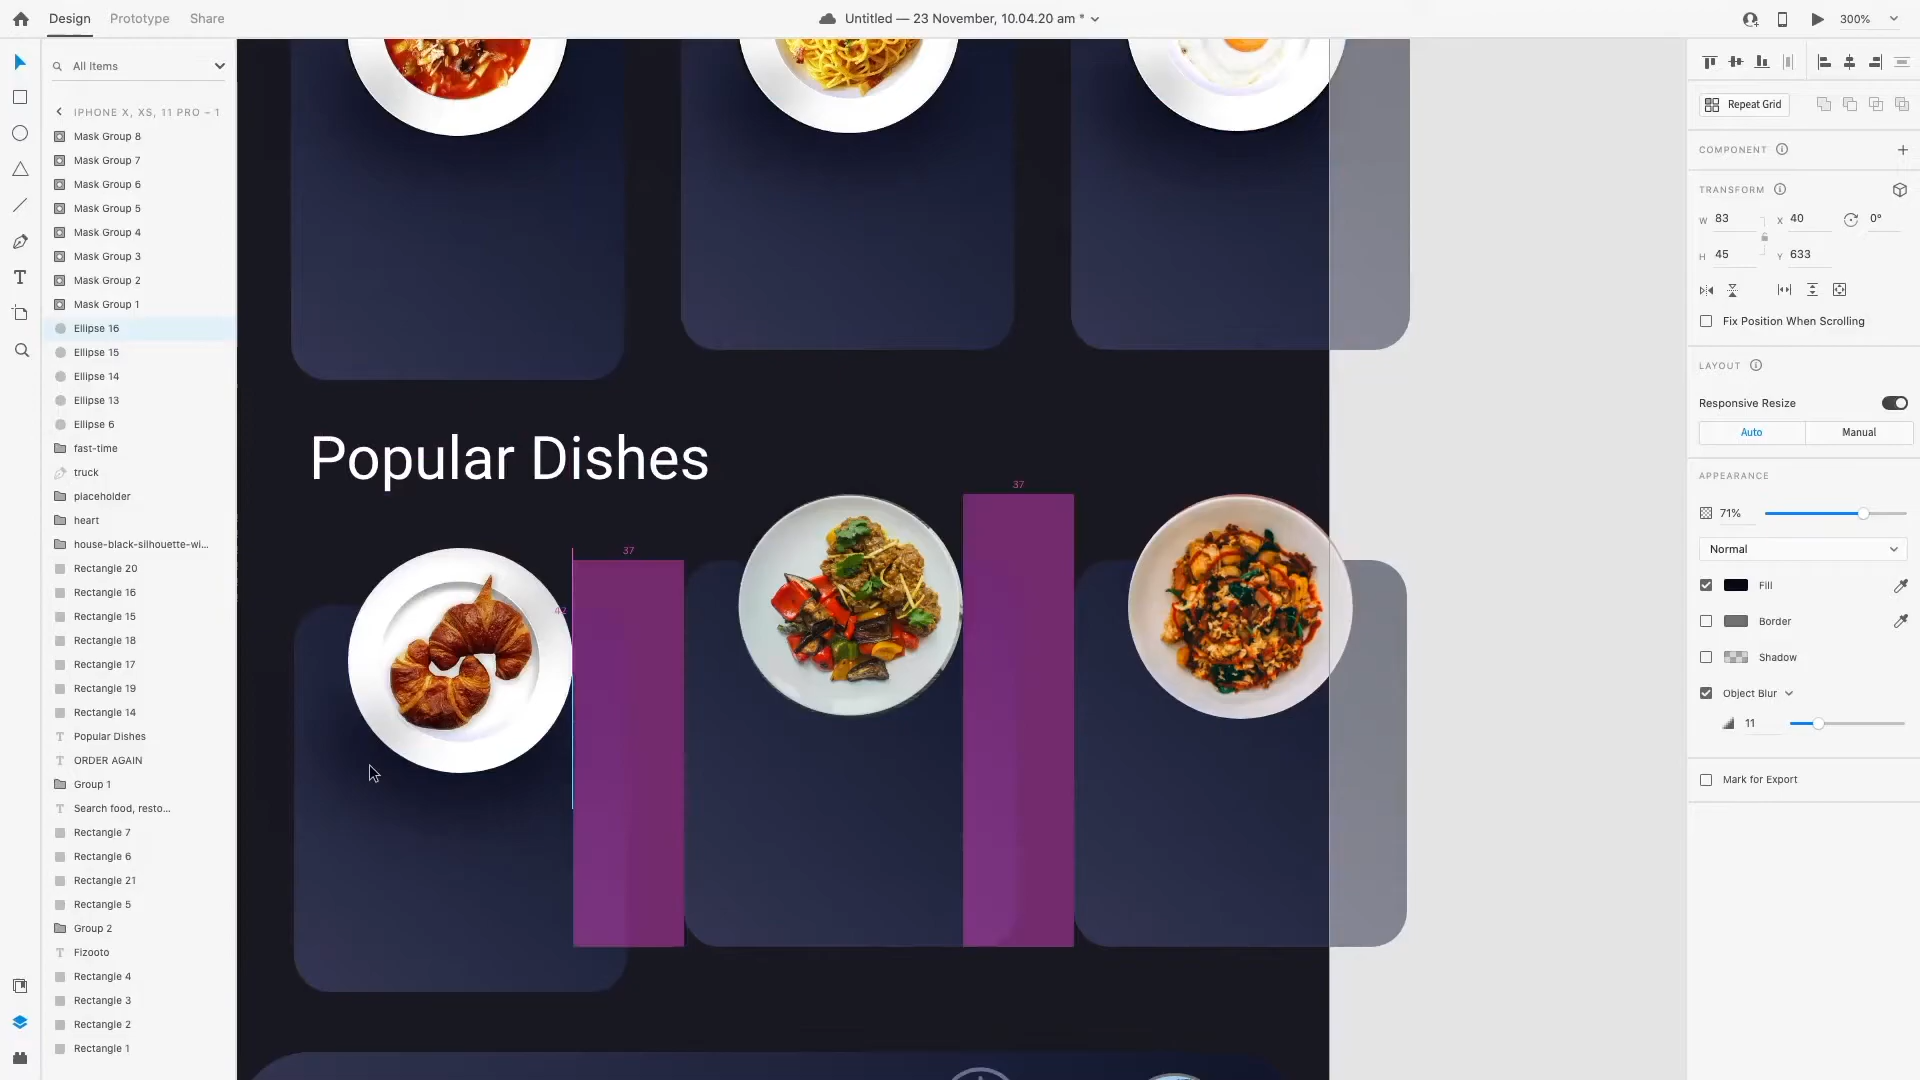 Design
Prototype
Share
Untitled — 23 November, 10.04.20 am *
300%
All Items
IPHONE X, XS, 11 PRO – 1
Mask Group 8
Mask Group 7
Mask Group 6
Mask Group 5
Mask Group 4
Mask Group 3
Mask Group 2
Mask Group 1
Ellipse 16
Ellipse 15
Ellipse 14
Ellipse 13
Ellipse 6
fast-time
truck
placeholder
heart
house-black-silhouette-wi...
Rectangle 20
Rectangle 16
Rectangle 15
Rectangle 18
Rectangle 17
Rectangle 19
Rectangle 14
Popular Dishes
ORDER AGAIN
Group 1
Search food, resto...
Rectangle 7
Rectangle 6
Rectangle 21
Rectangle 5
Group 2
Fizooto
Rectangle 4
Rectangle 3
Rectangle 2
Rectangle 1
Popular Dishes
37
37
42
Repeat Grid
COMPONENT
TRANSFORM
W 83 X 40 0°
H 45 Y 633
Fix Position When Scrolling
LAYOUT
Responsive Resize
Auto Manual
APPEARANCE
71%
Normal
Fill
Border
Shadow
Object Blur
11
Mark for Export